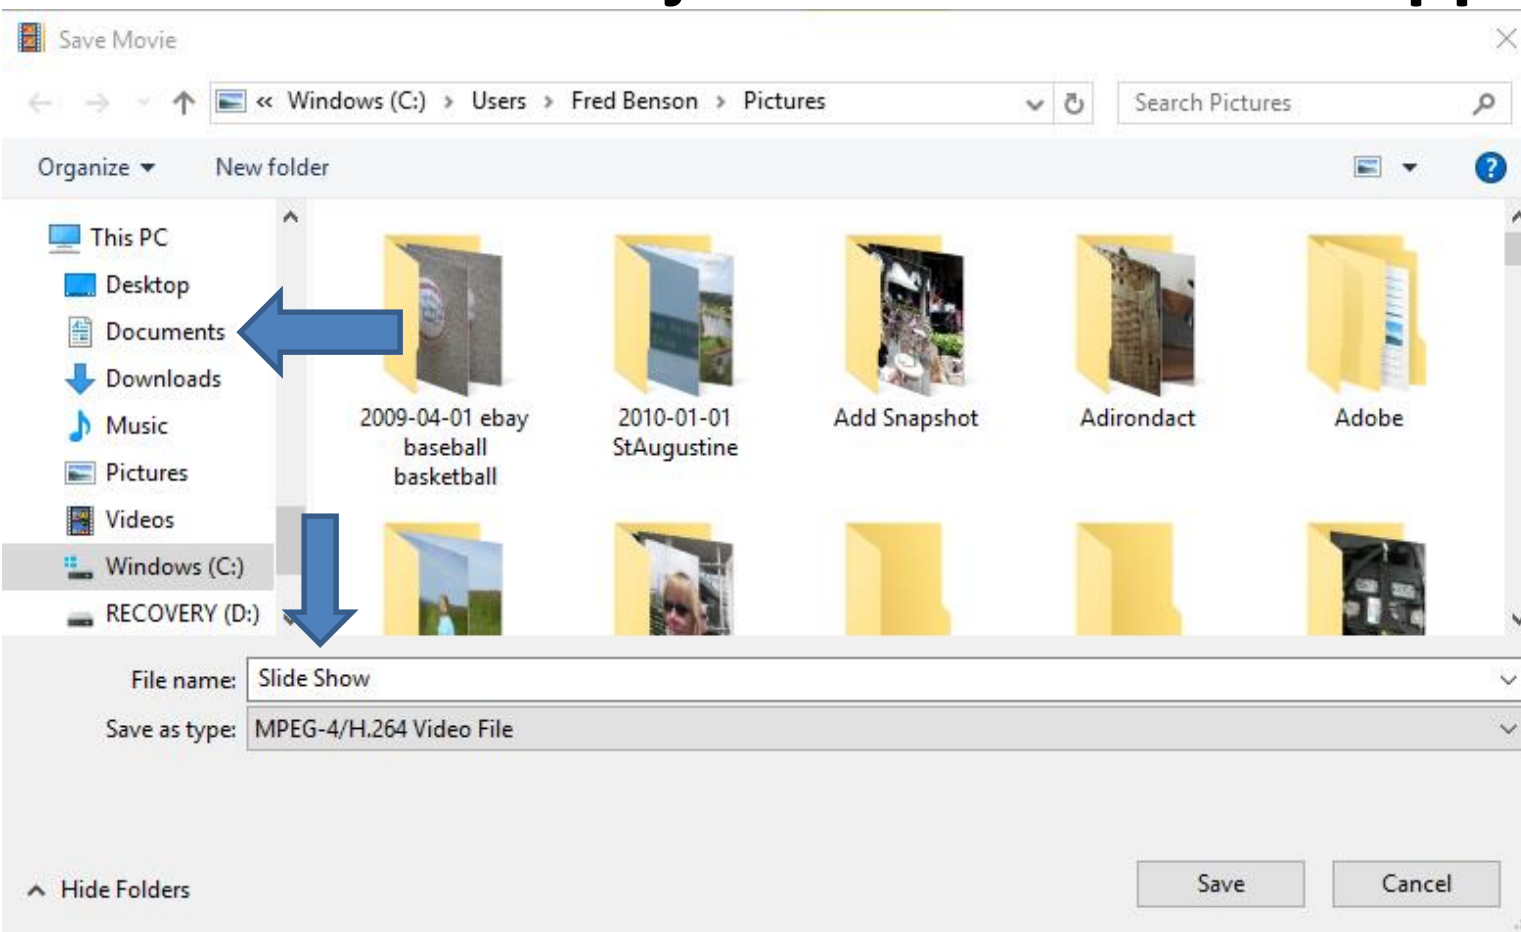 Save Movie
« Windows (C:) › Users › Fred Benson › Pictures
Search Pictures
Organize
New folder
?
This PC
Desktop
Documents
Downloads
Music
Pictures
Videos
Windows (C:)
RECOVERY (D:)
2009-04-01 ebay
baseball
basketball
2010-01-01
StAugustine
Add Snapshot
Adirondact
Adobe
File name: Slide Show
Save as type: MPEG-4/H.264 Video File
Hide Folders
Save
Cancel